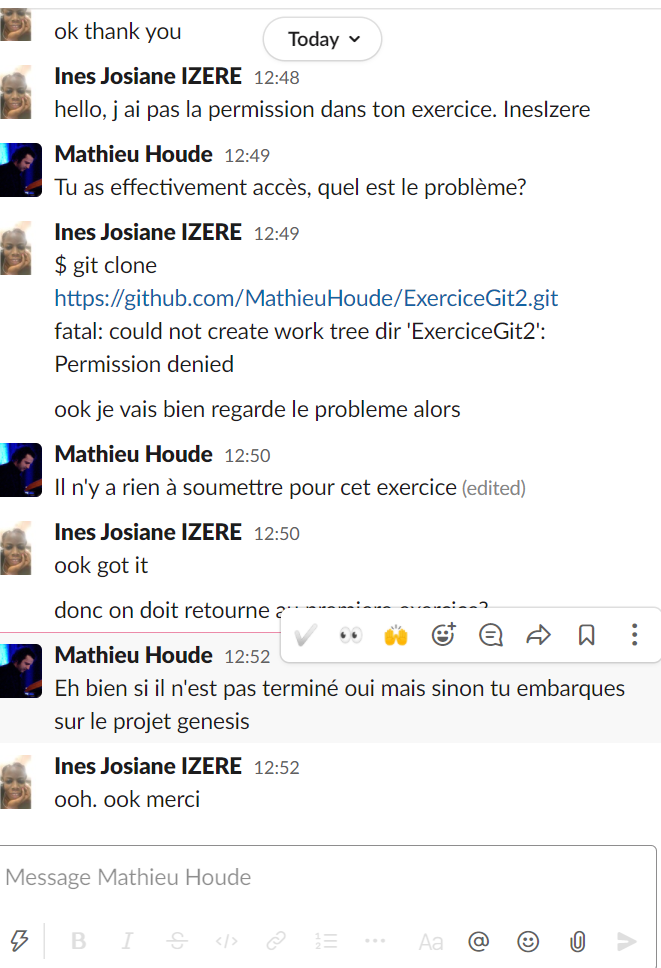 ok thank you
Today
Ines Josiane IZERE 12:48
hello, j ai pas la permission dans ton exercice. InesIzere
Mathieu Houde 12:49
Tu as effectivement accès, quel est le problème?
Ines Josiane IZERE 12:49
$ git clone
https://github.com/MathieuHoude/ExerciceGit2.git
fatal: could not create work tree dir 'ExerciceGit2':
Permission denied
ook je vais bien regarde le probleme alors
Mathieu Houde 12:50
Il n'y a rien à soumettre pour cet exercice (edited)
Ines Josiane IZERE 12:50
ook got it
donc on doit retourne au premiere exercice?
Mathieu Houde 12:52
Eh bien si il n'est pas terminé oui mais sinon tu embarques
sur le projet genesis
Ines Josiane IZERE 12:52
ooh. ook merci
Message Mathieu Houde
B I S </> Aa @